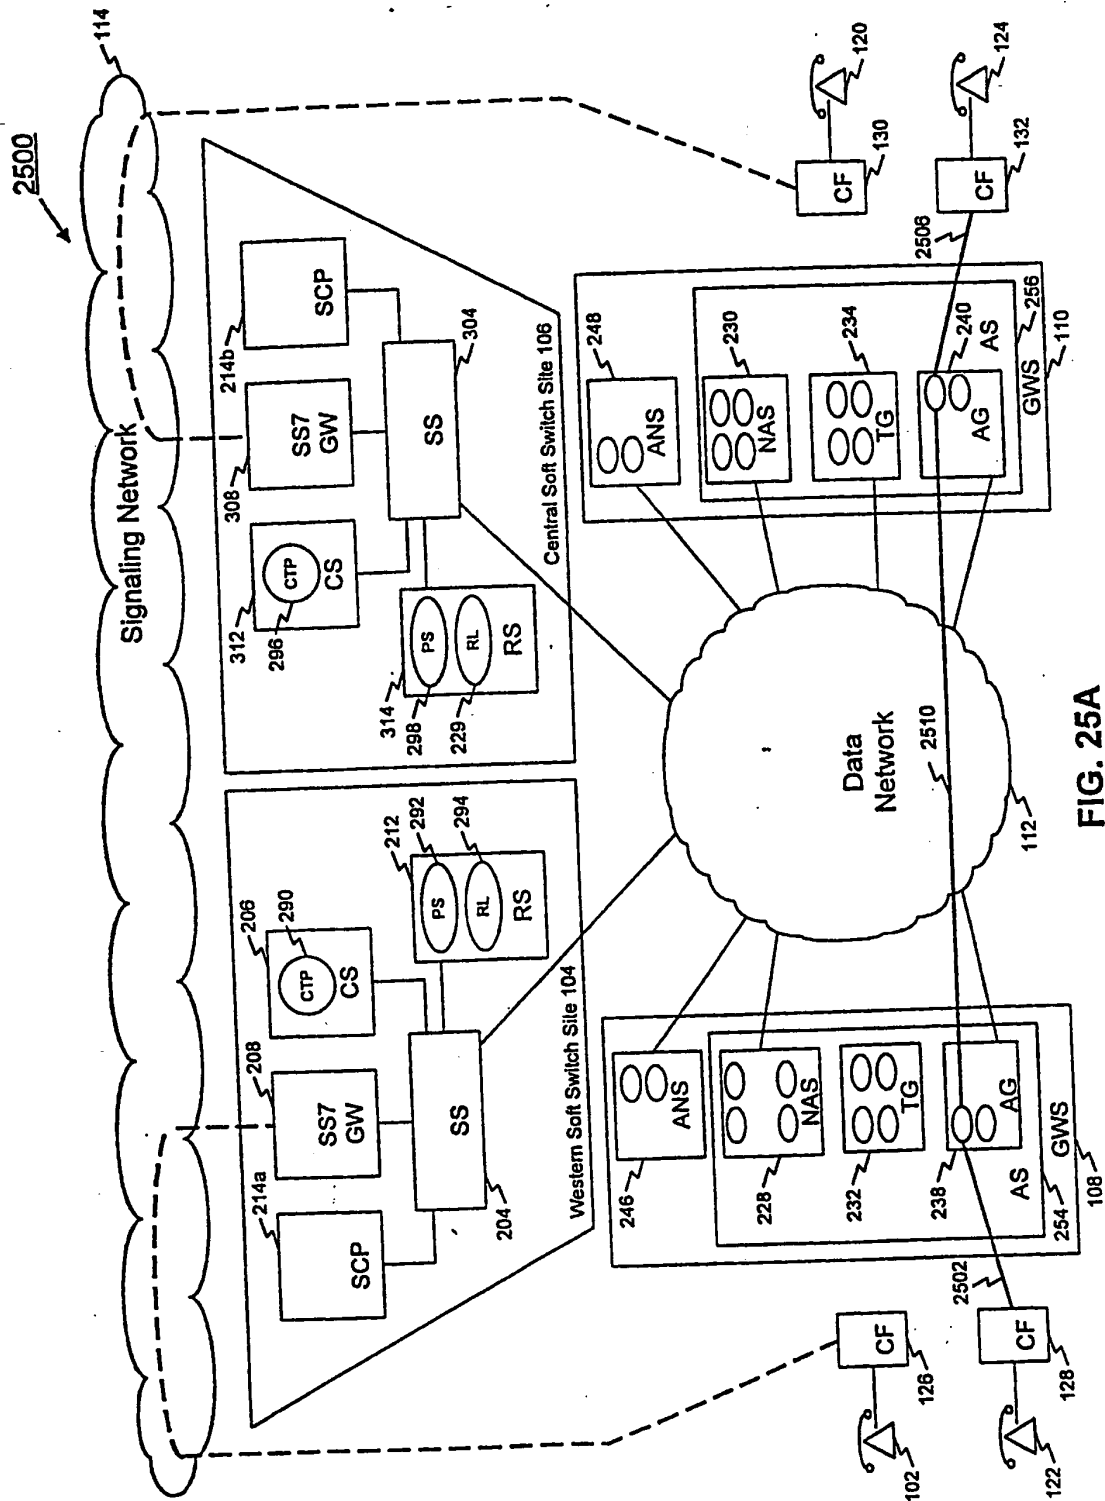 2500
114
Signaling Network
214a
SCP
208
SS7
GW
206
290
CTP
CS
SS
204
212
292
294
PS
RL
RS
Western Soft Switch Site 104
312
296
CTP
CS
308
SS7
GW
214b
SCP
SS
304
314
298
229
PS
RL
RS
Central Soft Switch Site 106
102
CF
126
122
CF
128
2502
246
ANS
228
NAS
232
TG
238
AG
AS
254
GWS
108
Data
Network
2510
112
ANS
248
NAS
230
TG
234
AG
240
AS
256
GWS
110
2506
CF
130
120
CF
132
124
FIG. 25A